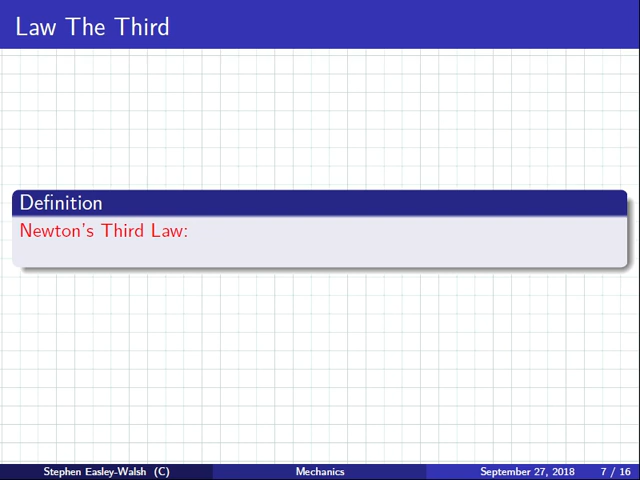 Law The Third
Definition
Newton's Third Law:
Stephen Easley-Walsh (C) Mechanics September 27, 2018 7 / 16